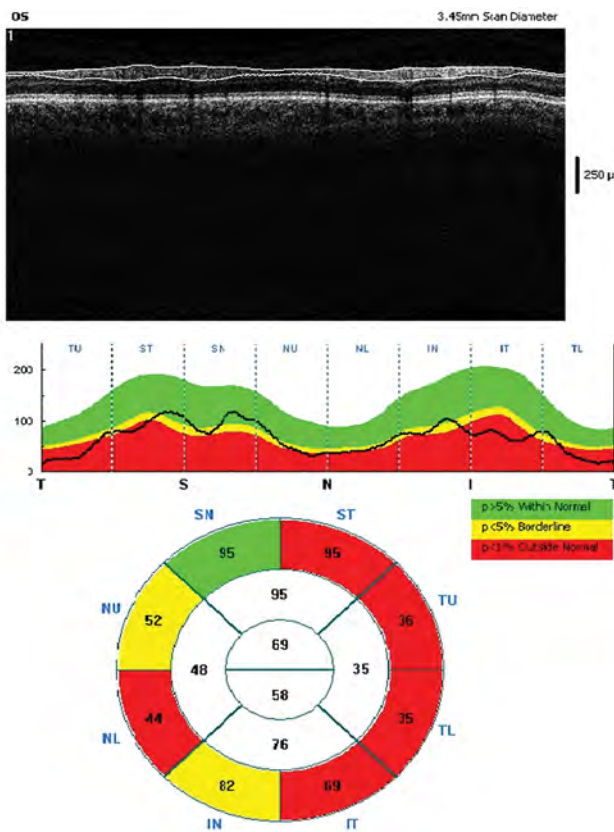 OS 3.45mm Scan Diameter
1
250 µ
TU ST SN NU NL IN IT TL
200
100
0
T S N I T
p>5% Within Normal
p<5% Borderline
p<1% Outside Normal
SN ST
95 95
NU 95 TU
52 36
69
48 35
58
44 35
NL 76 TL
82 69
IN IT